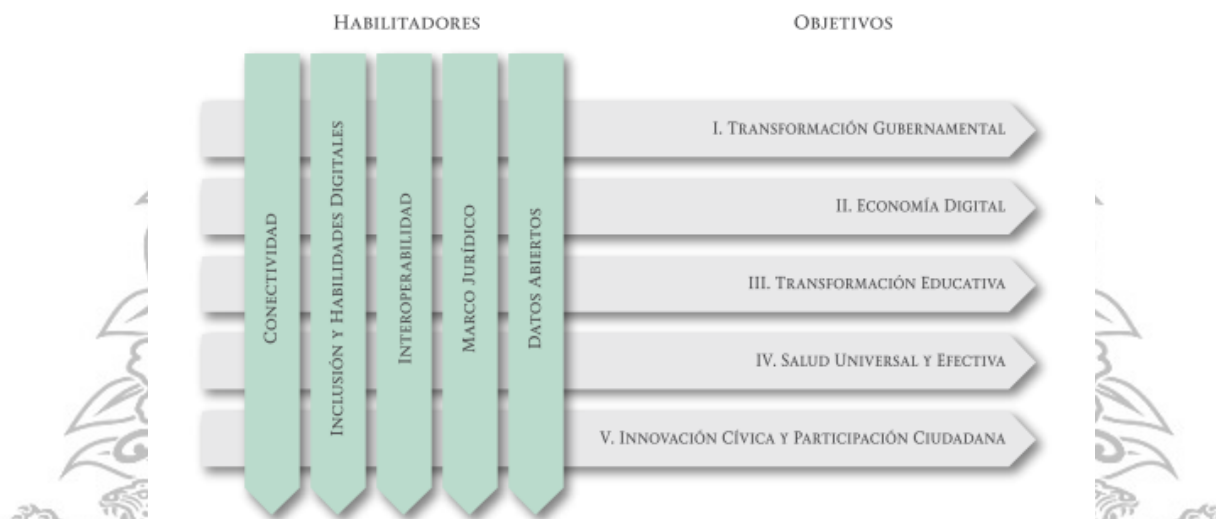 Habilitadores
Objetivos
Conectividad
Inclusión y Habilidades Digitales
Interoperabilidad
Marco Jurídico
Datos Abiertos
I. Transformación Gubernamental
II. Economía Digital
III. Transformación Educativa
IV. Salud Universal y Efectiva
V. Innovación Cívica y Participación Ciudadana